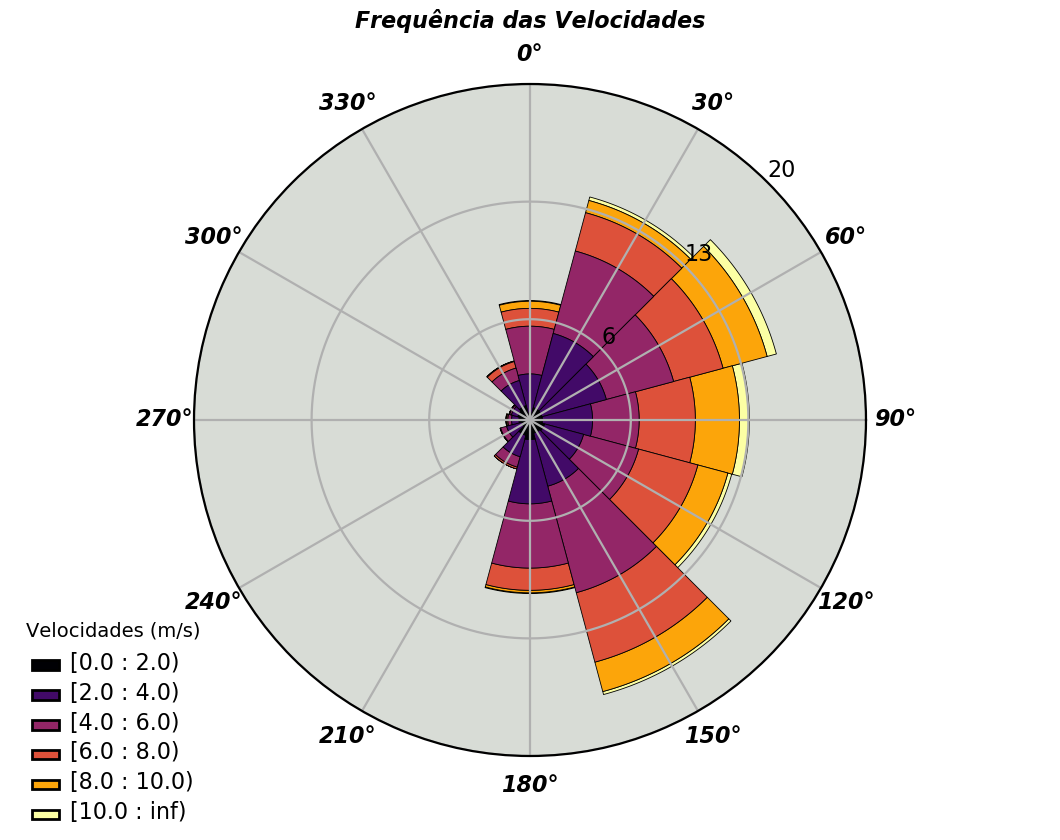 Frequência das Velocidades
0°
330°
30°
20
300°
60°
13
6
270°
90°
240°
120°
210°
150°
180°
Velocidades (m/s)
[0.0 : 2.0)
[2.0 : 4.0)
[4.0 : 6.0)
[6.0 : 8.0)
[8.0 : 10.0)
[10.0 : inf)